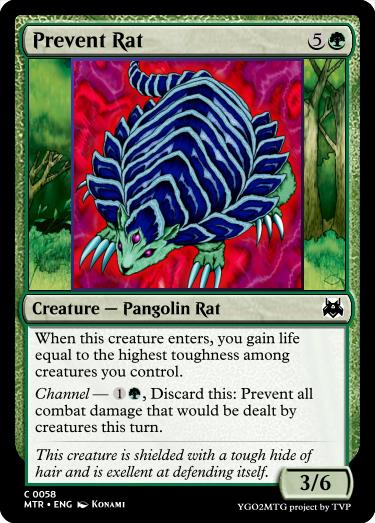 Prevent Rat 5
Creature — Pangolin Rat
When this creature enters, you gain life
equal to the highest toughness among
creatures you control.
Channel — 1, Discard this: Prevent all
combat damage that would be dealt by
creatures this turn.
This creature is shielded with a tough hide of
hair and is exellent at defending itself.
3/6
C 0058
MTR • ENG Konami
YGO2MTG project by TVP